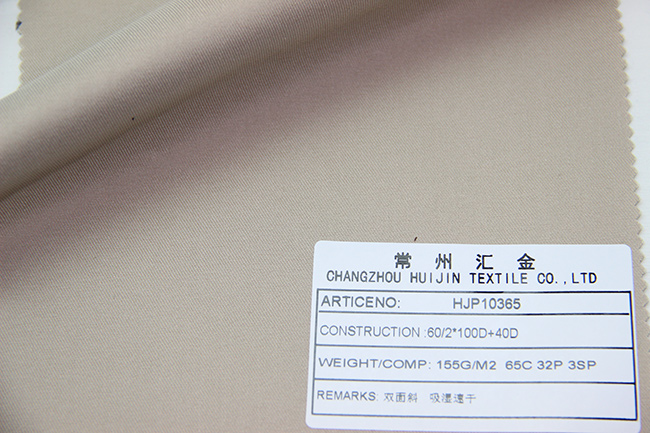 常州汇金
CHANGZHOU HUIJIN TEXTILE CO.,LTD
ARTICENO: HJP10365
CONSTRUCTION :60/2*100D+40D
WEIGHT/COMP: 155G/M2 65C 32P 3SP
REMARKS: 双面斜 吸湿速干